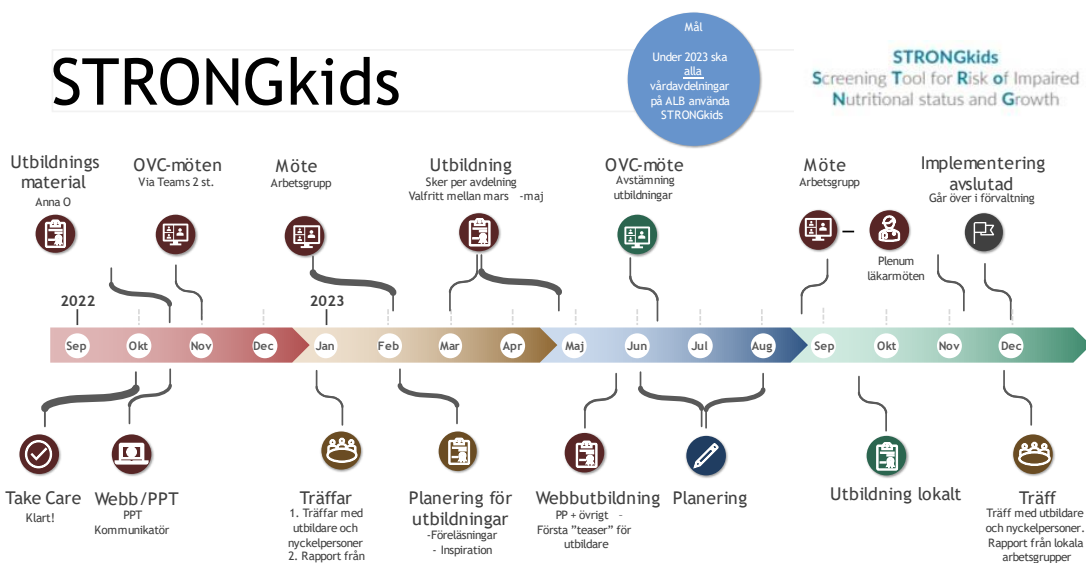 STRONGkids
Mål
Under 2023 ska
alla
vårdavdelningar
på ALB använda
STRONGkids
STRONGkids
Screening Tool for Risk of Impaired
Nutritional status and Growth
Utbildnings
material
Anna O
OVC-möten
Via Teams 2 st.
Möte
Arbetsgrupp
Utbildning
Sker per avdelning
Valfritt mellan mars -maj
OVC-möte
Avstämning
utbildningar
Möte
Arbetsgrupp
Plenum
läkarmöten
Implementering
avslutad
Går över i förvaltning
2022
2023
Sep
Okt
Nov
Dec
Jan
Feb
Mar
Apr
Maj
Jun
Jul
Aug
Sep
Okt
Nov
Dec
Take Care
Klart!
Webb/PPT
PPT
Kommunikatör
Träffar
1. Träffar med
utbildare och
nyckelpersoner
2. Rapport från
Planering för
utbildningar
-Föreläsningar
- Inspiration
Webbutbildning
PP + övrigt -
Första ”teaser” för
utbildare
Planering
Utbildning lokalt
Träff
Träff med utbildare
och nyckelpersoner.
Rapport från lokala
arbetsgrupper